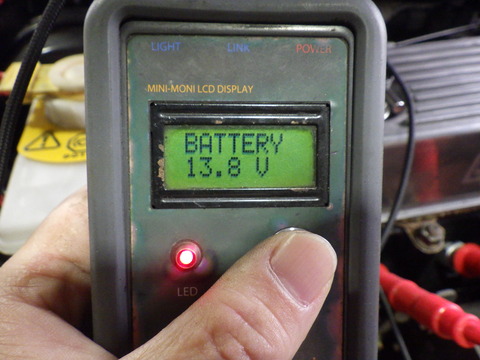 LIGHT LINK POWER
MINI-MONI LCD DISPLAY
BATTERY
13.8 V
LED